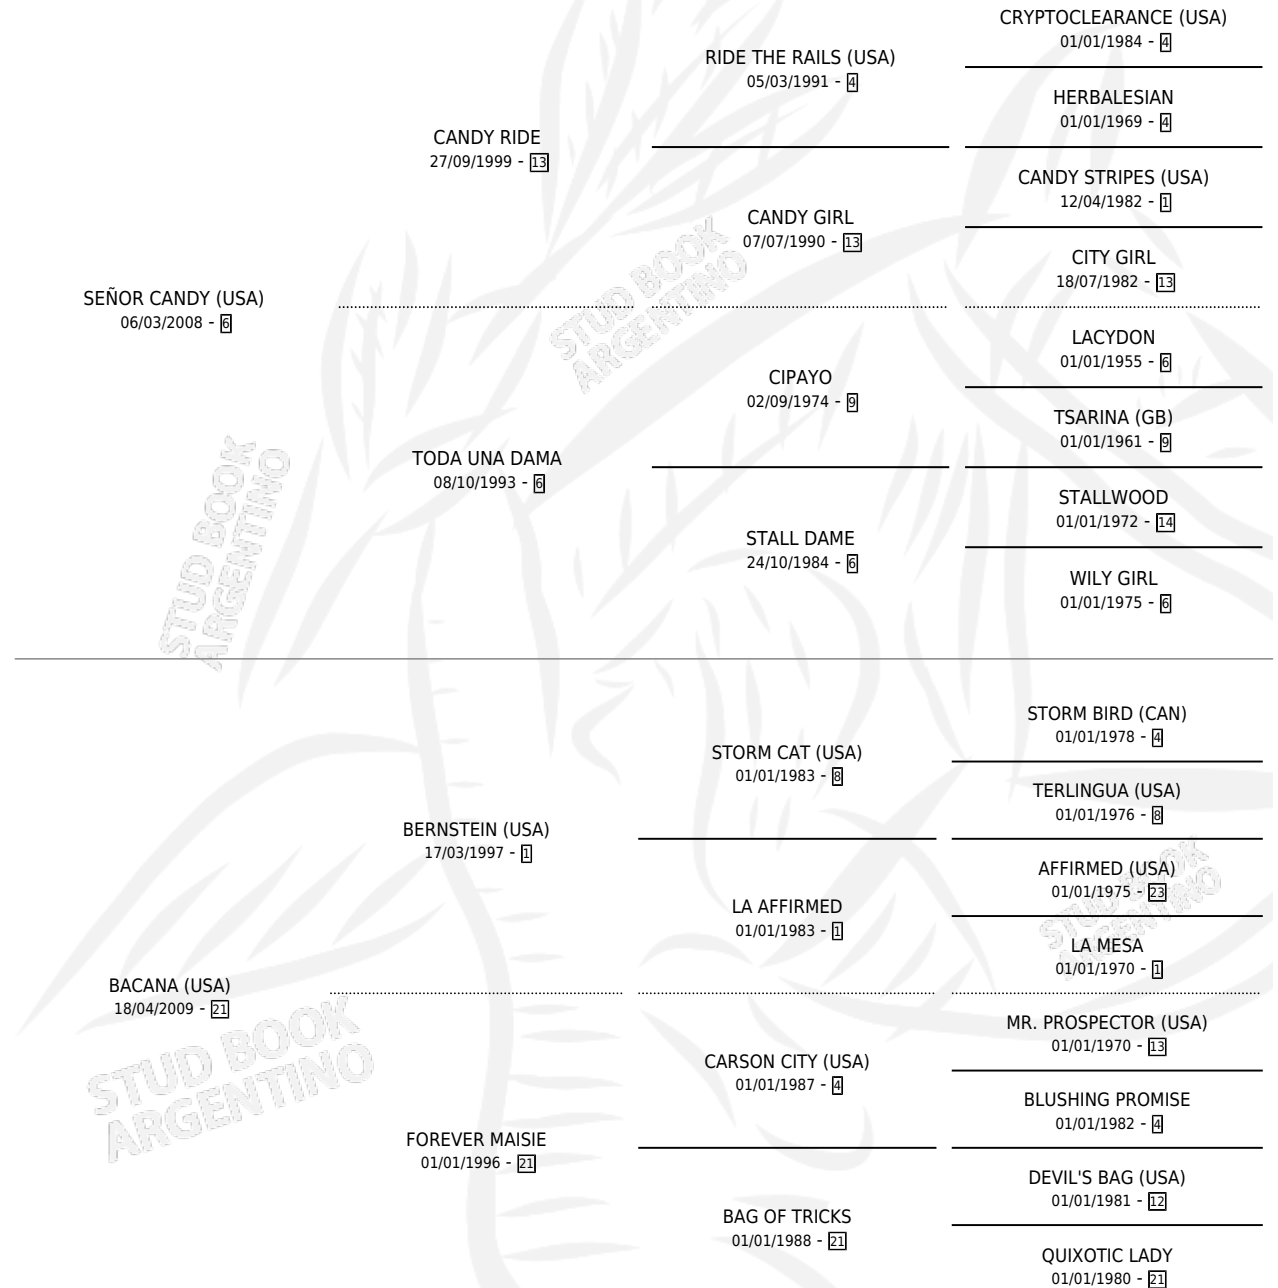 CRYPTOCLEARANCE (USA)
01/01/1984 - 4
RIDE THE RAILS (USA)
05/03/1991 - 4
HERBALESIAN
01/01/1969 - 4
CANDY RIDE
27/09/1999 - 13
CANDY STRIPES (USA)
12/04/1982 - 1
CANDY GIRL
07/07/1990 - 13
CITY GIRL
18/07/1982 - 13
SEÑOR CANDY (USA)
06/03/2008 - 6
LACYDON
01/01/1955 - 6
CIPAYO
02/09/1974 - 9
TSARINA (GB)
01/01/1961 - 9
TODA UNA DAMA
08/10/1993 - 6
STALLWOOD
01/01/1972 - 14
STALL DAME
24/10/1984 - 6
WILY GIRL
01/01/1975 - 6
STUD BOOK
ARGENTINO
STUD BOOK
ARGENTINO
STORM BIRD (CAN)
01/01/1978 - 4
STORM CAT (USA)
01/01/1983 - 8
TERLINGUA (USA)
01/01/1976 - 8
BERNSTEIN (USA)
17/03/1997 - 1
AFFIRMED (USA)
01/01/1975 - 23
LA AFFIRMED
01/01/1983 - 1
LA MESA
01/01/1970 - 1
STUD BOOK
ARGENTINO
BACANA (USA)
18/04/2009 - 21
MR. PROSPECTOR (USA)
01/01/1970 - 13
CARSON CITY (USA)
01/01/1987 - 4
BLUSHING PROMISE
01/01/1982 - 4
FOREVER MAISIE
01/01/1996 - 21
DEVIL'S BAG (USA)
01/01/1981 - 12
BAG OF TRICKS
01/01/1988 - 21
QUIXOTIC LADY
01/01/1980 - 21
STUD BOOK
ARGENTINO